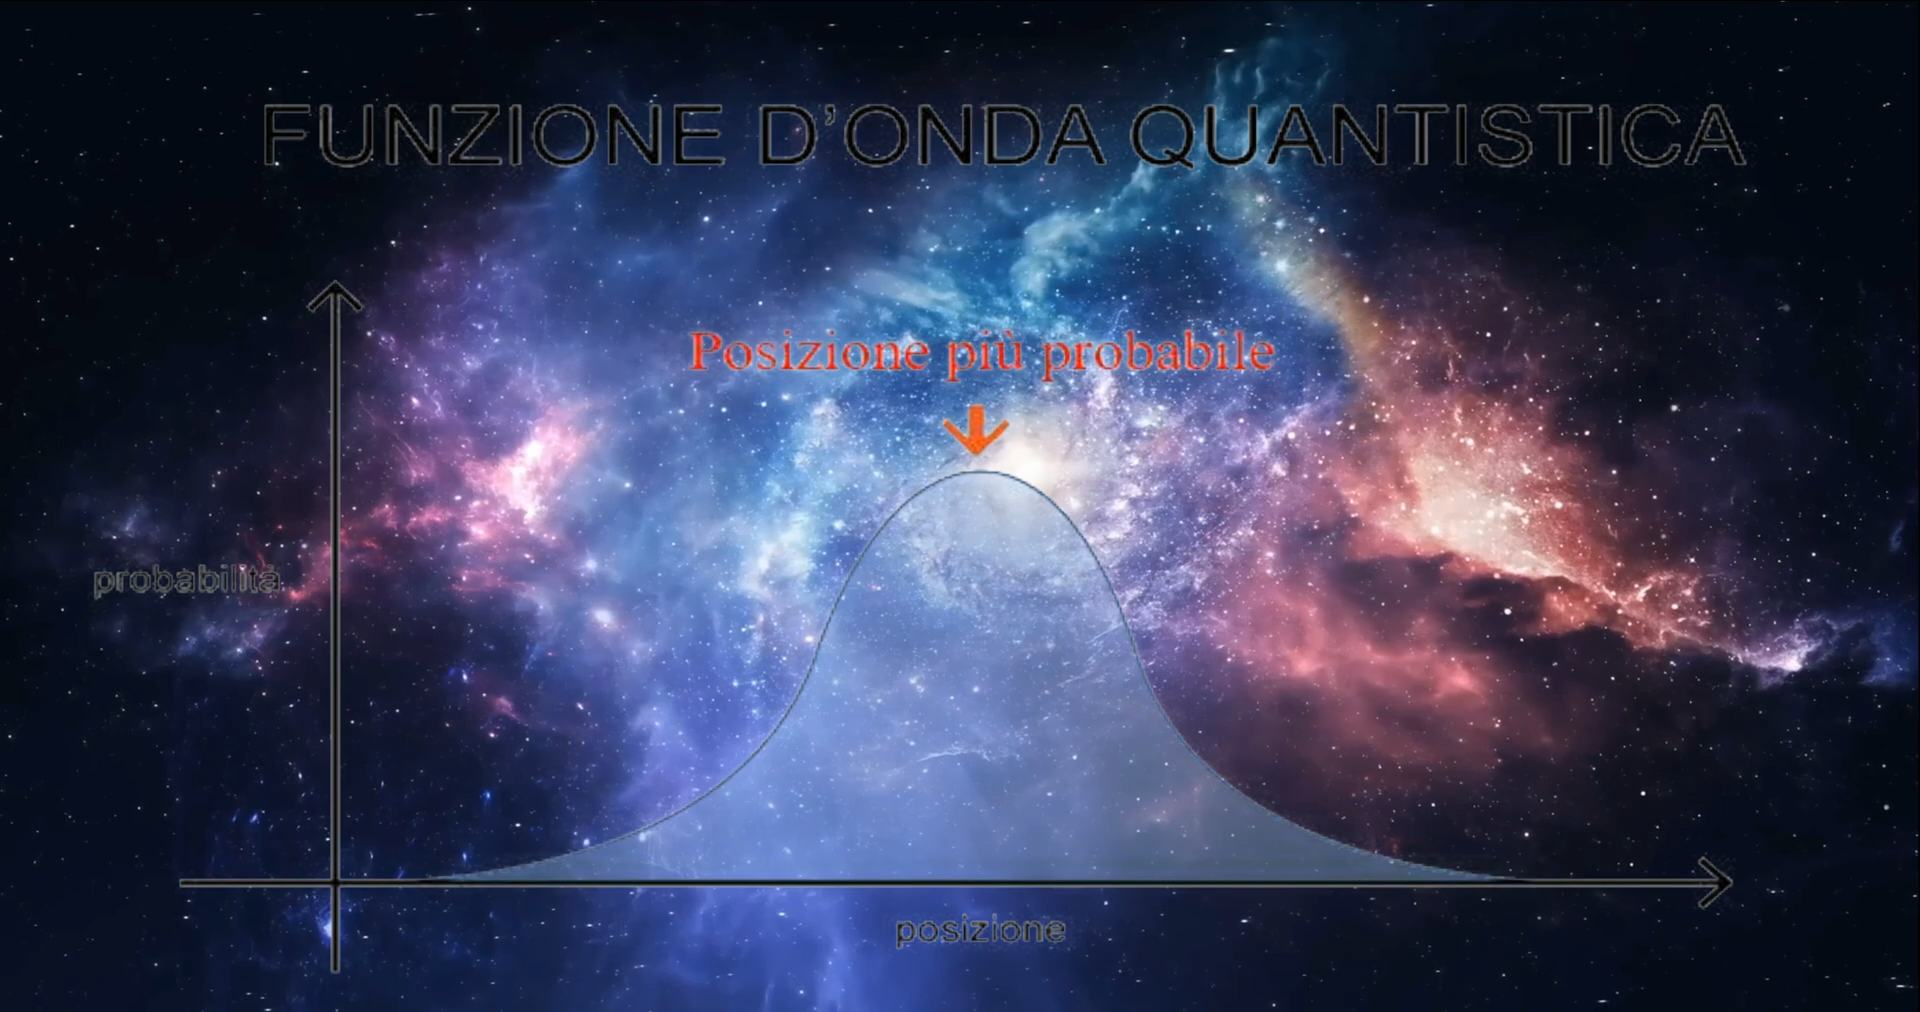 FUNZIONE D'ONDA QUANTISTICA
Posizione più probabile
probabilità
posizione